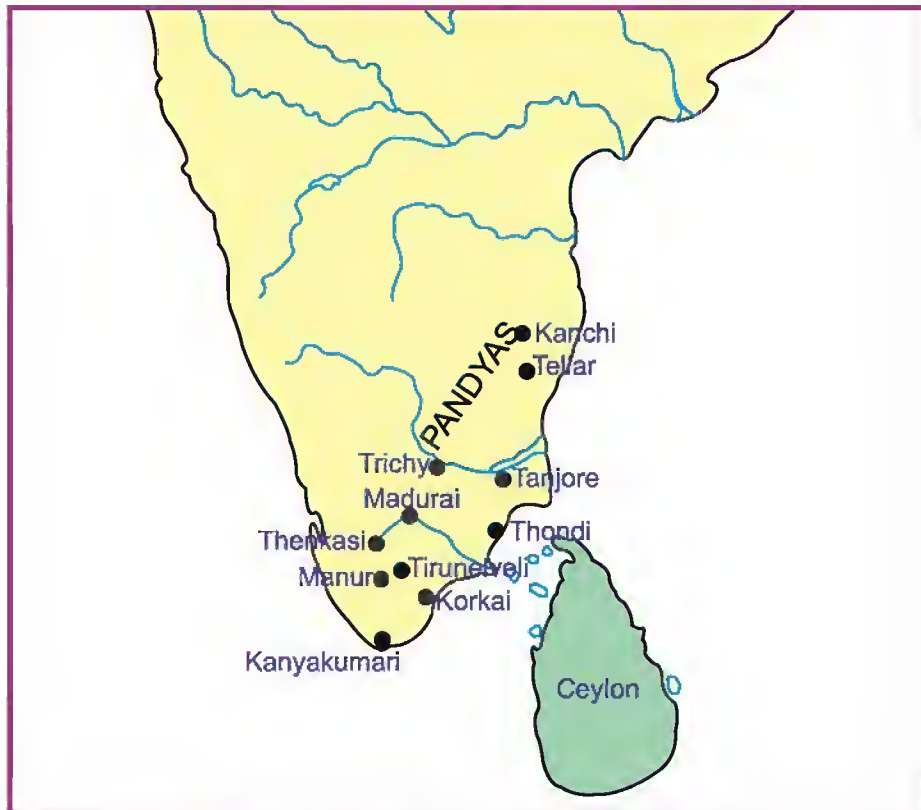 PANDYAS
Kanchi
Tellar
Trichy
Tanjore
Madurai
Thondi
Thenkasi
Tirunelveli
Manur
Korkai
Kanyakumari
Ceylon